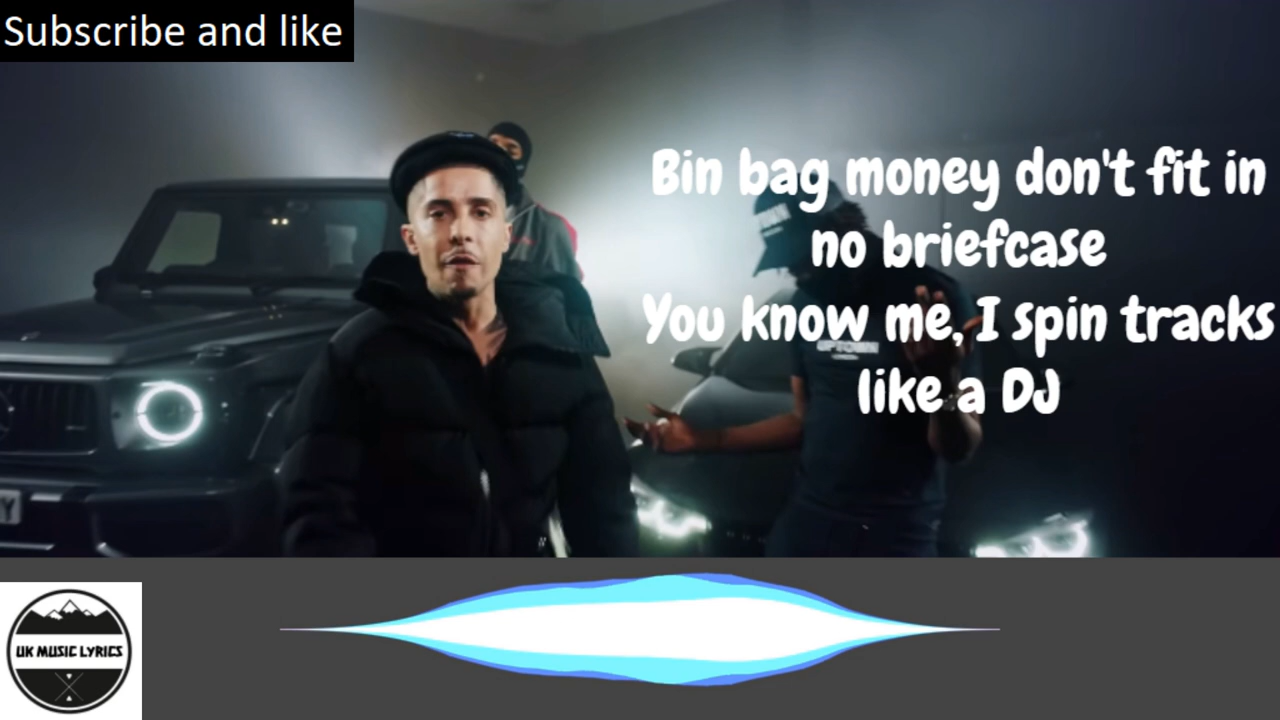 Subscribe and like
Bin bag money don't fit in
no briefcase
You know me, I spin tracks
like a DJ
UPTOWN
Y
UK MUSIC LYRICS